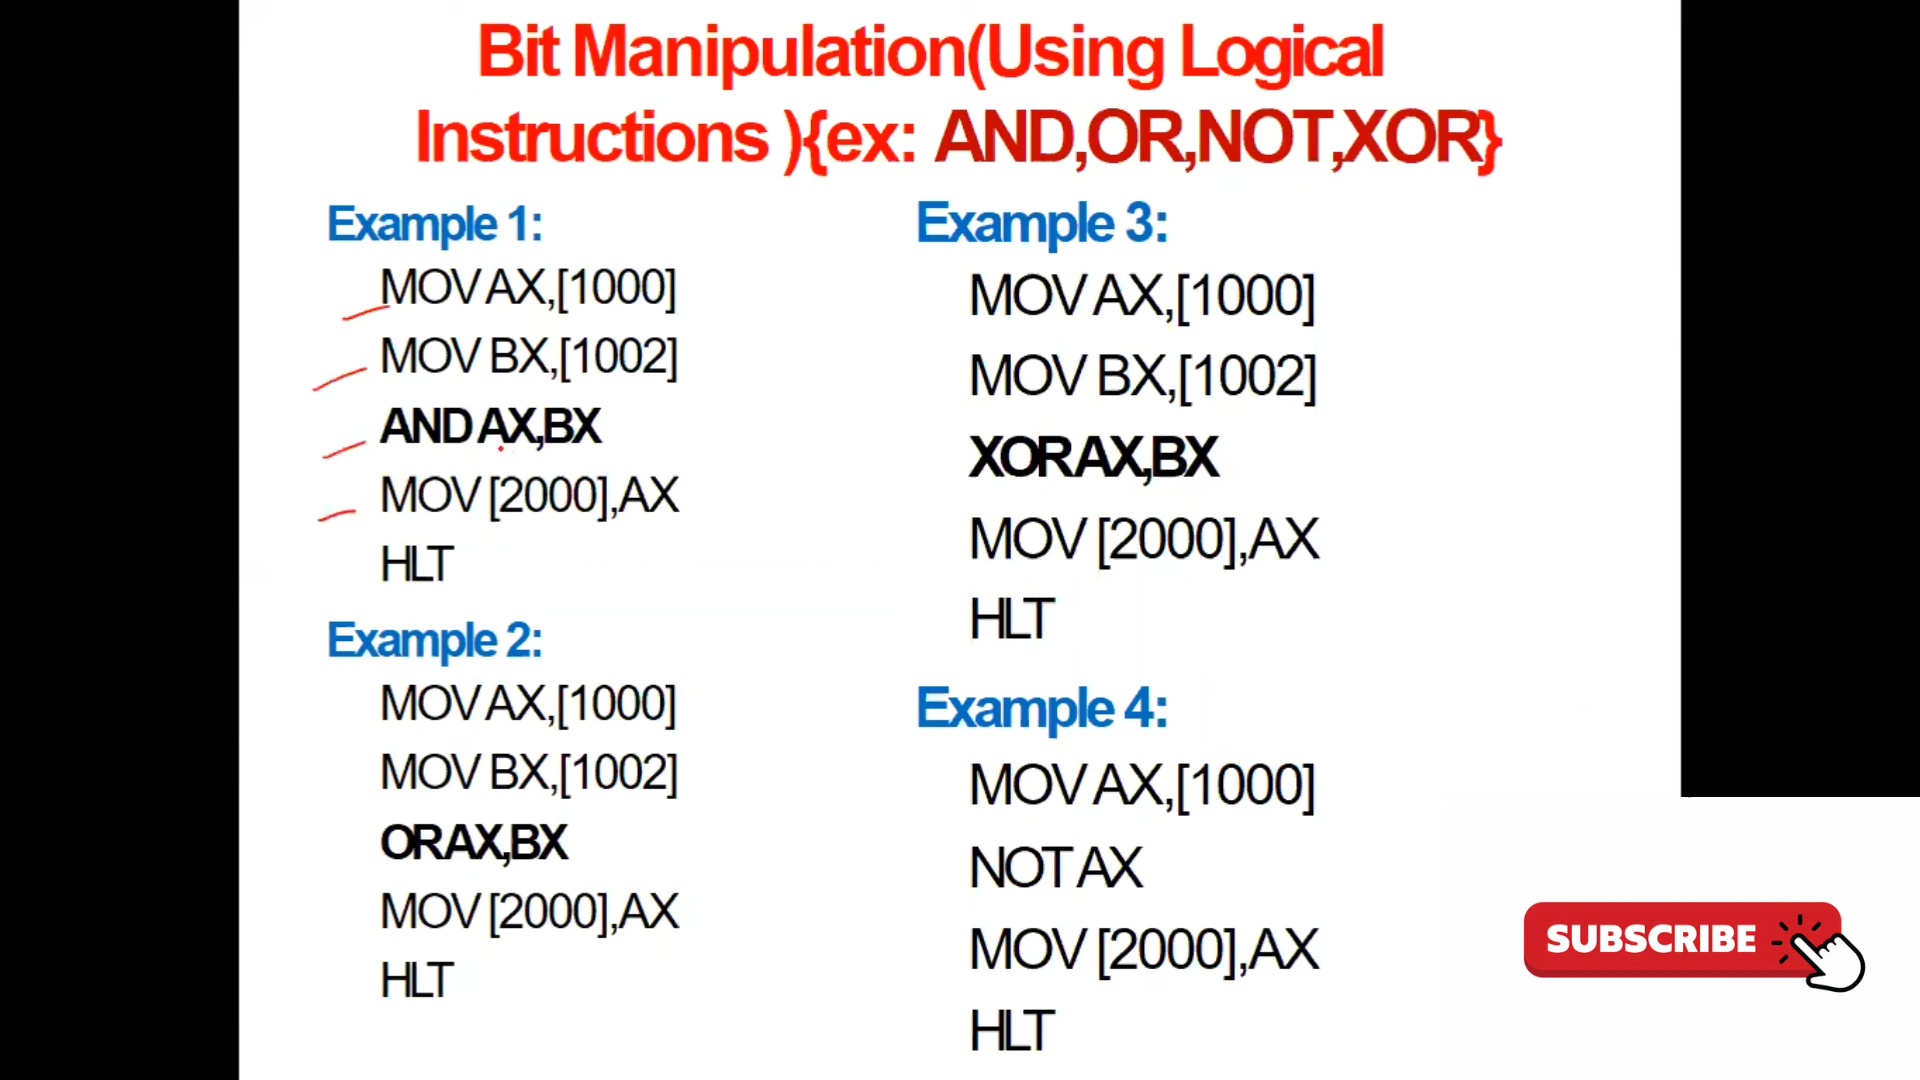 Bit Manipulation(Using Logical
Instructions ){ex: AND,OR,NOT,XOR}
Example 1:
MOV AX,[1000]
MOV BX,[1002]
AND AX,BX
MOV [2000],AX
HLT
Example 2:
MOV AX,[1000]
MOV BX,[1002]
OR AX,BX
MOV [2000],AX
HLT
Example 3:
MOV AX,[1000]
MOV BX,[1002]
XOR AX,BX
MOV [2000],AX
HLT
Example 4:
MOV AX,[1000]
NOT AX
MOV [2000],AX
HLT
SUBSCRIBE